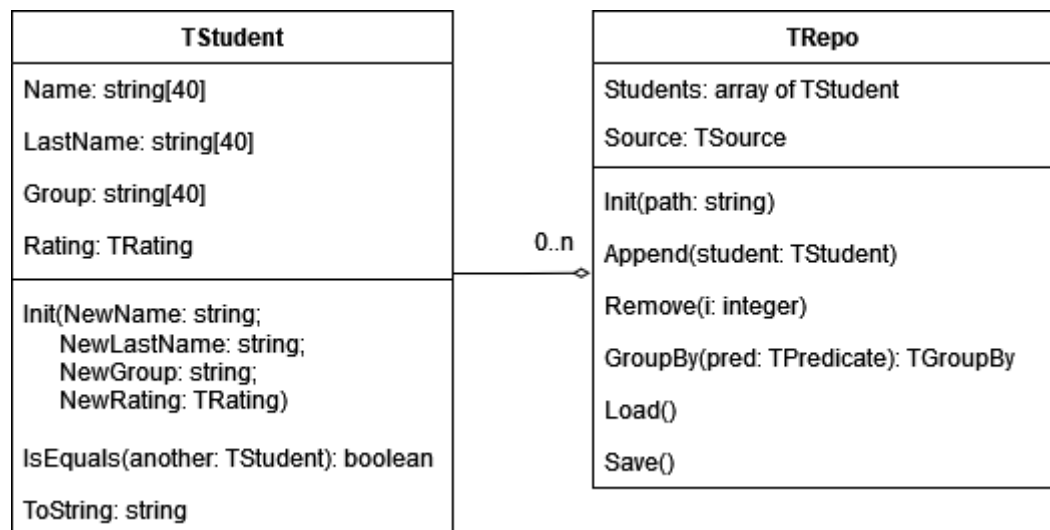 TStudent
Name: string[40]
LastName: string[40]
Group: string[40]
Rating: TRating
Init(NewName: string;
NewLastName: string;
NewGroup: string;
NewRating: TRating)
IsEquals(another: TStudent): boolean
ToString: string
0..n
TRepo
Students: array of TStudent
Source: TSource
Init(path: string)
Append(student: TStudent)
Remove(i: integer)
GroupBy(pred: TPredicate): TGroupBy
Load()
Save()